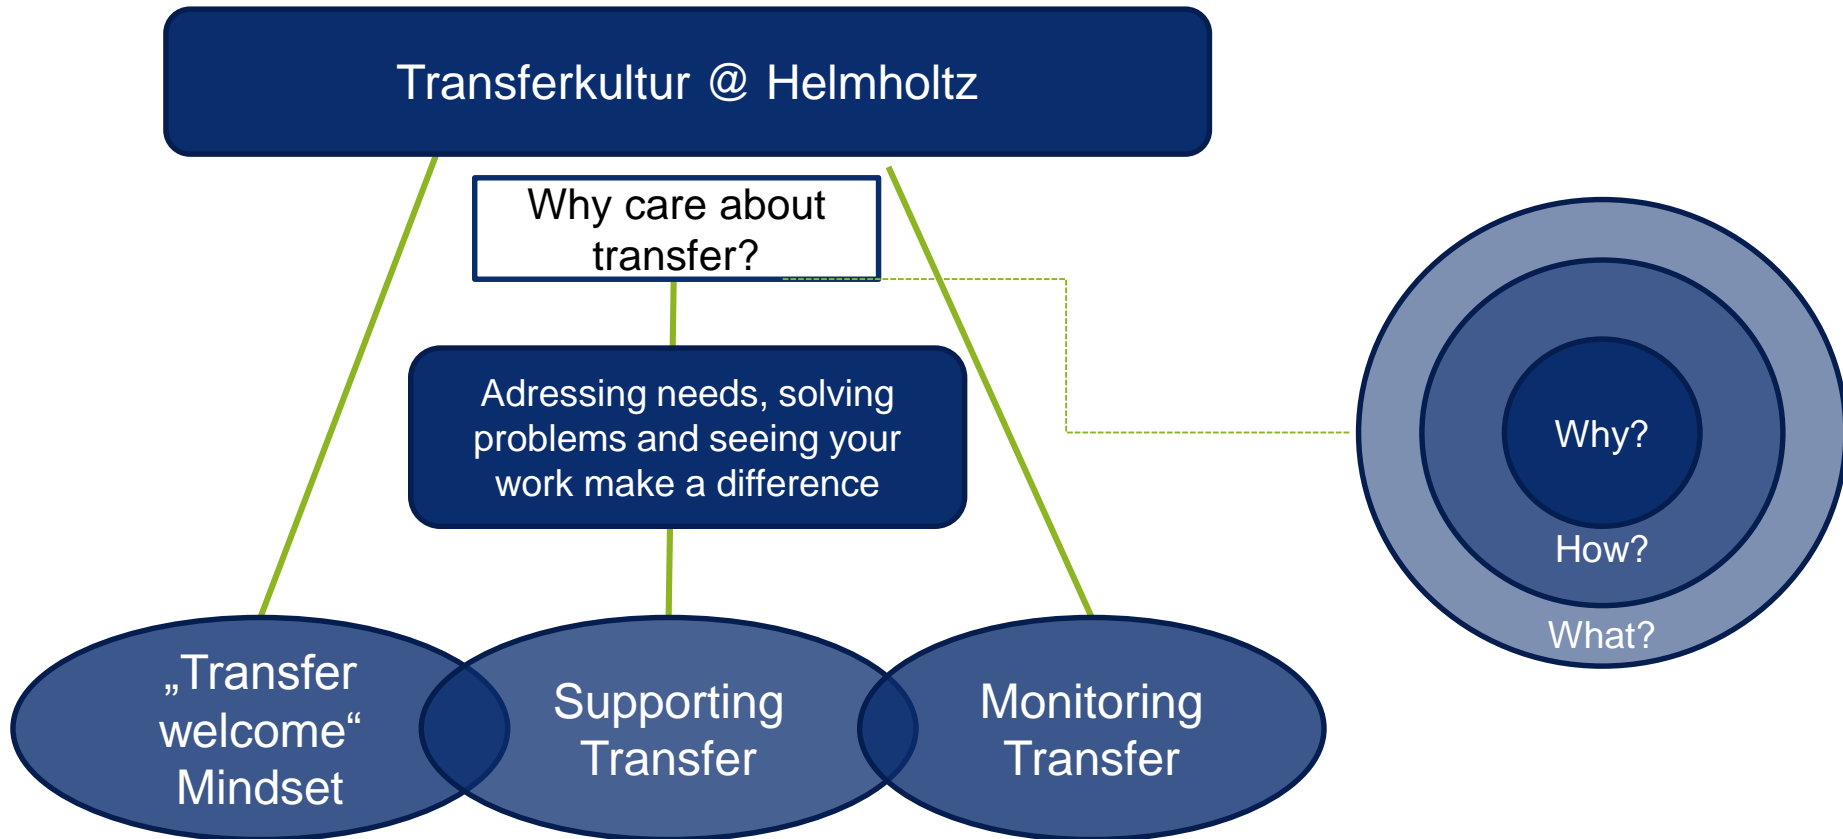 Transferkultur @ Helmholtz
Why care about
transfer?
Adressing needs, solving
problems and seeing your
work make a difference
Why?
How?
What?
„Transfer
welcome“
Mindset
Supporting
Transfer
Monitoring
Transfer